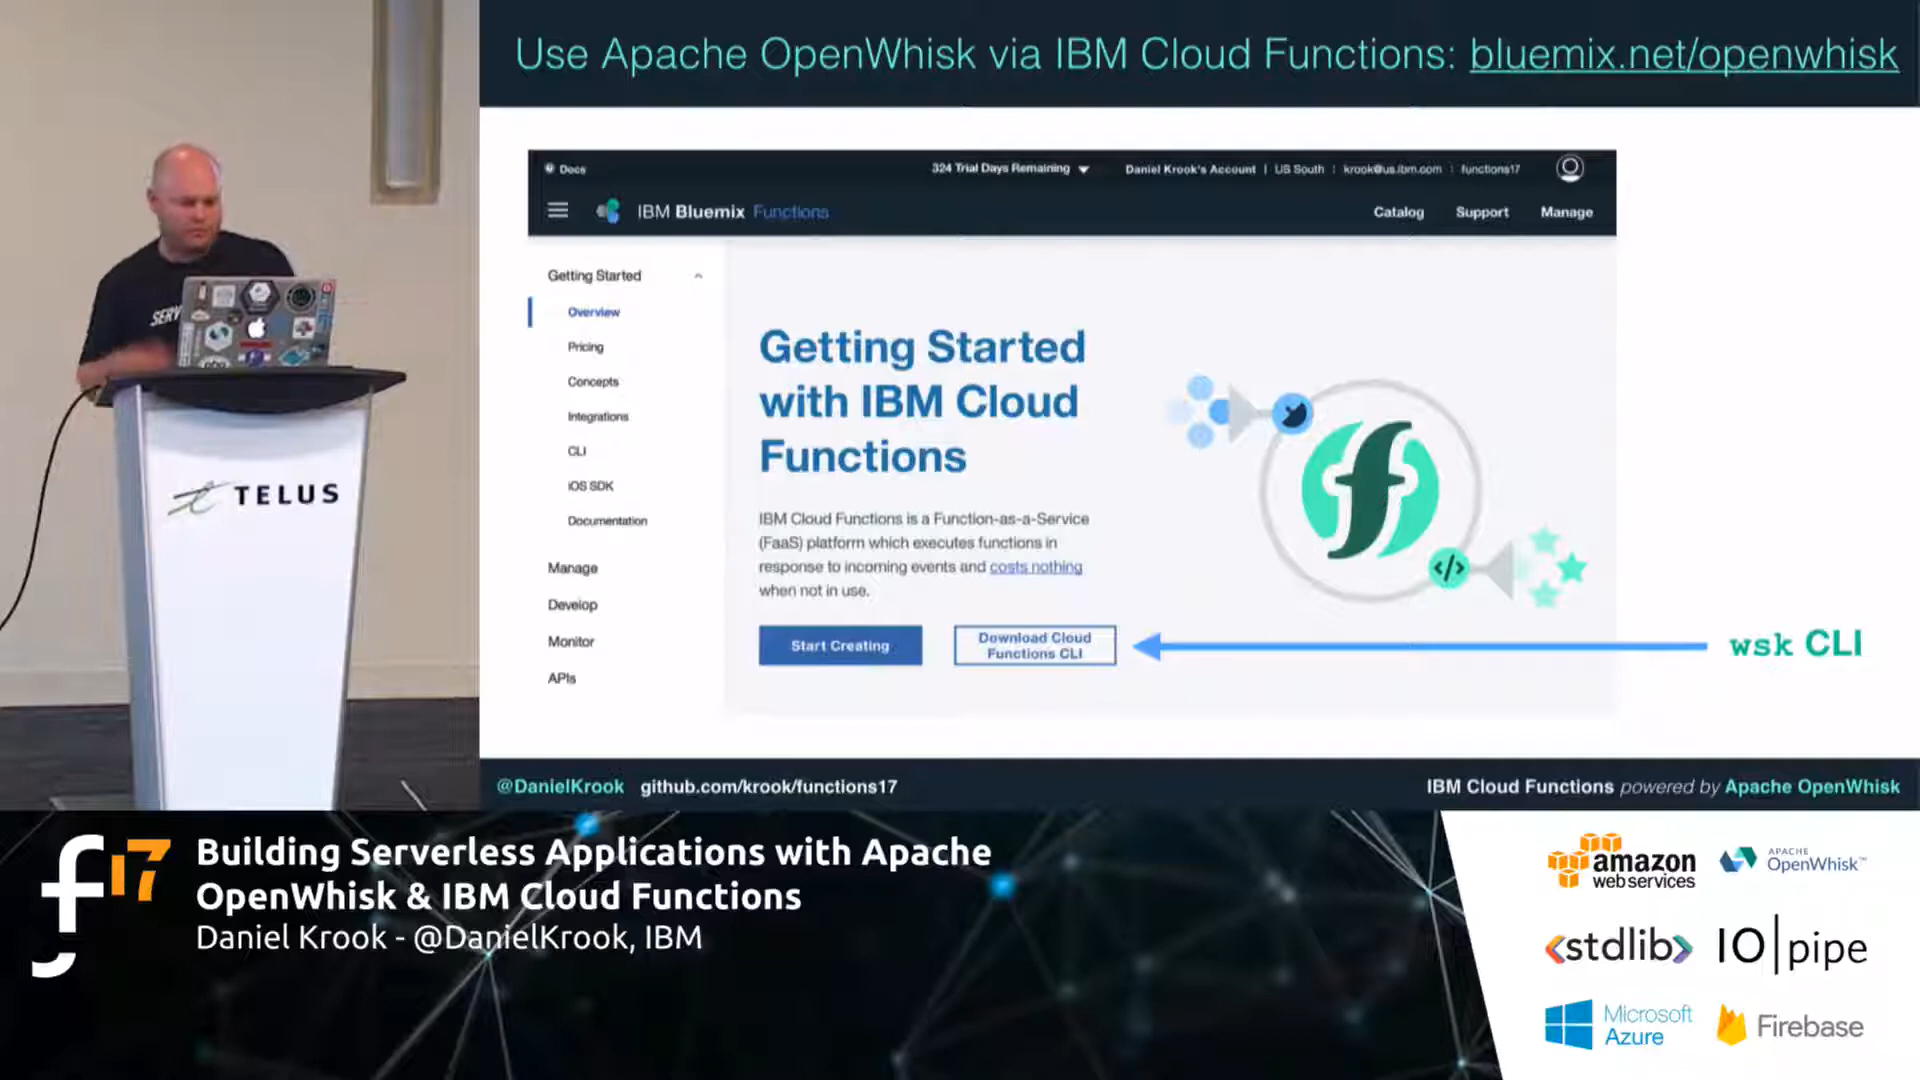 Use Apache OpenWhisk via IBM Cloud Functions: bluemix.net/openwhisk
Docs
324 Trial Days Remaining
Daniel Krook's Account | US South | krook@us.ibm.com | functions17
IBM Bluemix Functions
Catalog
Support
Manage
Getting Started
Overview
Pricing
Concepts
Integrations
CLI
iOS SDK
Documentation
Manage
Develop
Monitor
APIs
Getting Started
with IBM Cloud
Functions
IBM Cloud Functions is a Function-as-a-Service
(FaaS) platform which executes functions in
response to incoming events and costs nothing
when not in use.
Start Creating
Download Cloud
Functions CLI
wsk CLI
SERV
TELUS
@DanielKrook github.com/krook/functions17
IBM Cloud Functions powered by Apache OpenWhisk
f17
Building Serverless Applications with Apache
OpenWhisk & IBM Cloud Functions
Daniel Krook - @DanielKrook, IBM
amazon
web services
APACHE
OpenWhisk™
<stdlib>
IO|pipe
Microsoft
Azure
Firebase